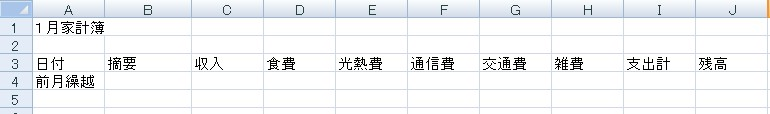 A B C D E F G H I J
1 1月家計簿
2
3 日付 摘要 収入 食費 光熱費 通信費 交通費 雑費 支出計 残高
4 前月繰越
5